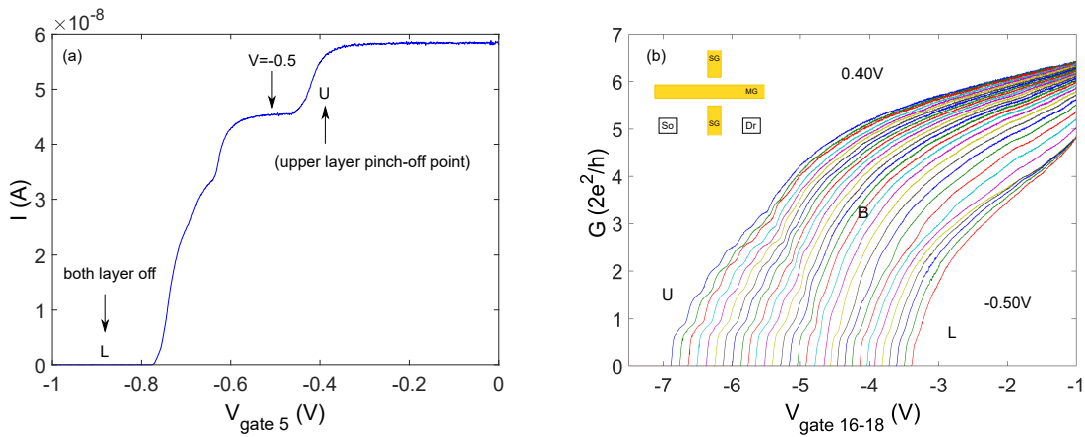 ×10⁻⁸
6
5
4
3
2
1
0
I (A)
(a)
V=-0.5
U
(upper layer pinch-off point)
both layer off
L
-1
-0.8
-0.6
-0.4
-0.2
0
V_gate 5 (V)
7
6
5
4
3
2
1
0
G (2e²/h)
(b)
SG
MG
SG
So
Dr
0.40V
B
U
-0.50V
L
-7
-6
-5
-4
-3
-2
-1
V_gate 16-18 (V)